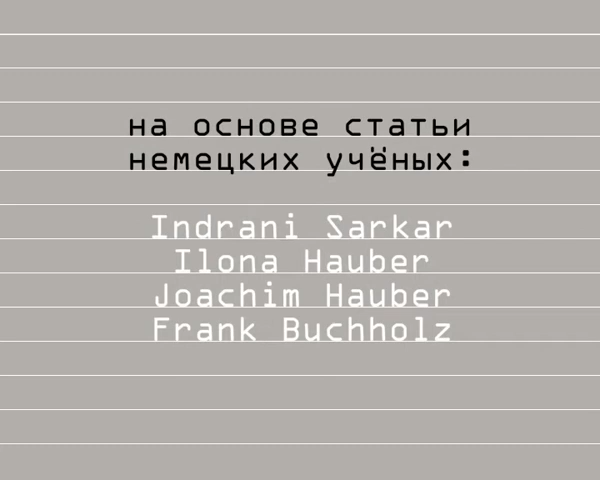 на основе статьи
немецких учёных:
Indrani Sarkar
Ilona Hauber
Joachim Hauber
Frank Buchholz